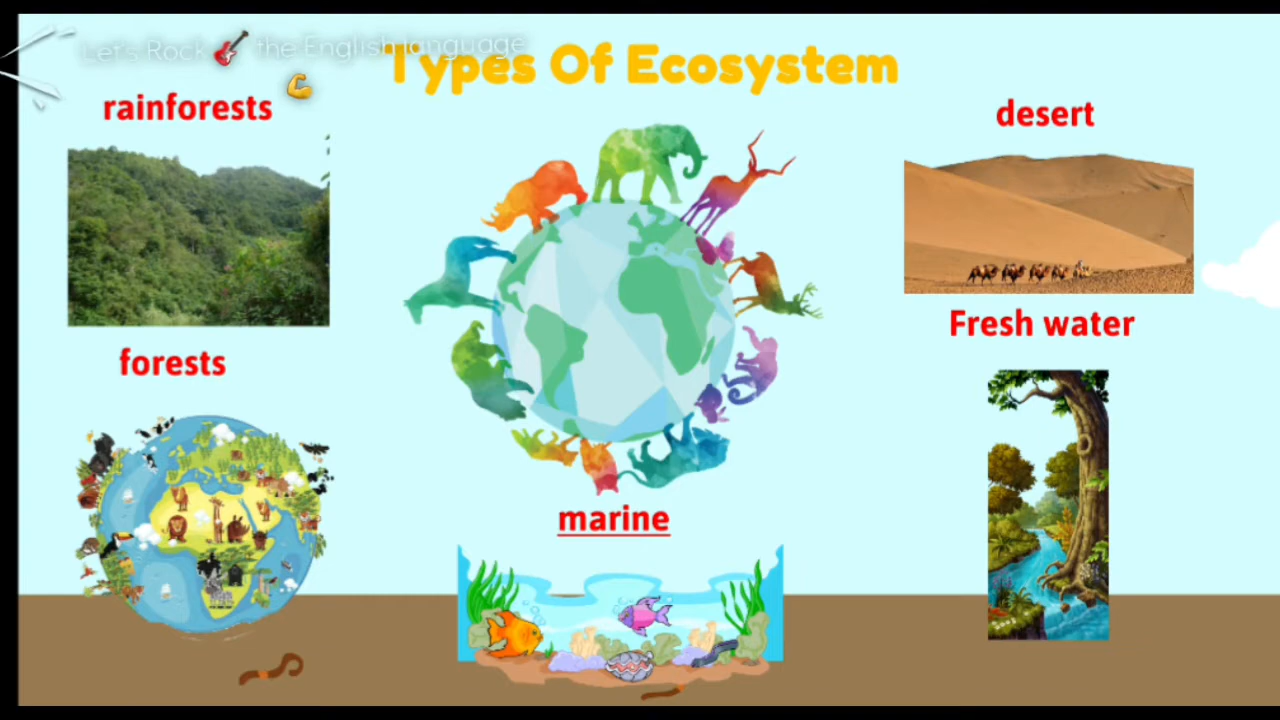 Let's Rock 🎸 the English language 💪
Types Of Ecosystem
rainforests
desert
Fresh water
forests
marine